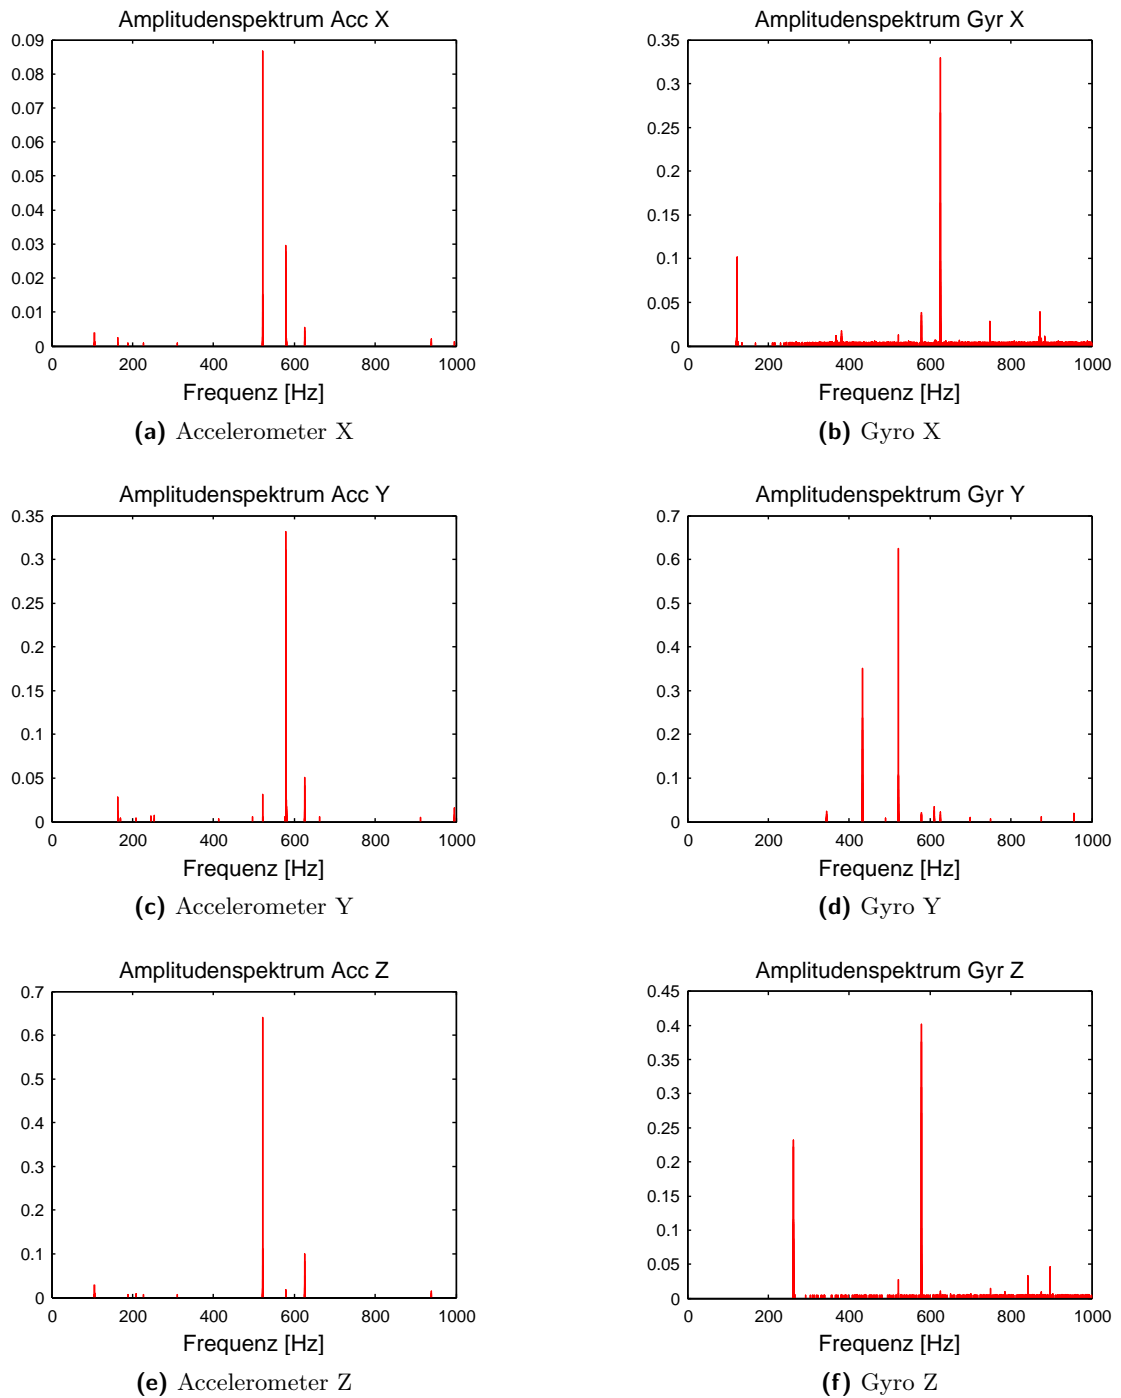 Amplitudenspektrum Acc X
0.09
0.08
0.07
0.06
0.05
0.04
0.03
0.02
0.01
0
0 200 400 600 800 1000
Frequenz [Hz]
(a) Accelerometer X
Amplitudenspektrum Gyr X
0.35
0.3
0.25
0.2
0.15
0.1
0.05
0
0 200 400 600 800 1000
Frequenz [Hz]
(b) Gyro X
Amplitudenspektrum Acc Y
0.35
0.3
0.25
0.2
0.15
0.1
0.05
0
0 200 400 600 800 1000
Frequenz [Hz]
(c) Accelerometer Y
Amplitudenspektrum Gyr Y
0.7
0.6
0.5
0.4
0.3
0.2
0.1
0
0 200 400 600 800 1000
Frequenz [Hz]
(d) Gyro Y
Amplitudenspektrum Acc Z
0.7
0.6
0.5
0.4
0.3
0.2
0.1
0
0 200 400 600 800 1000
Frequenz [Hz]
(e) Accelerometer Z
Amplitudenspektrum Gyr Z
0.45
0.4
0.35
0.3
0.25
0.2
0.15
0.1
0.05
0
0 200 400 600 800 1000
Frequenz [Hz]
(f) Gyro Z